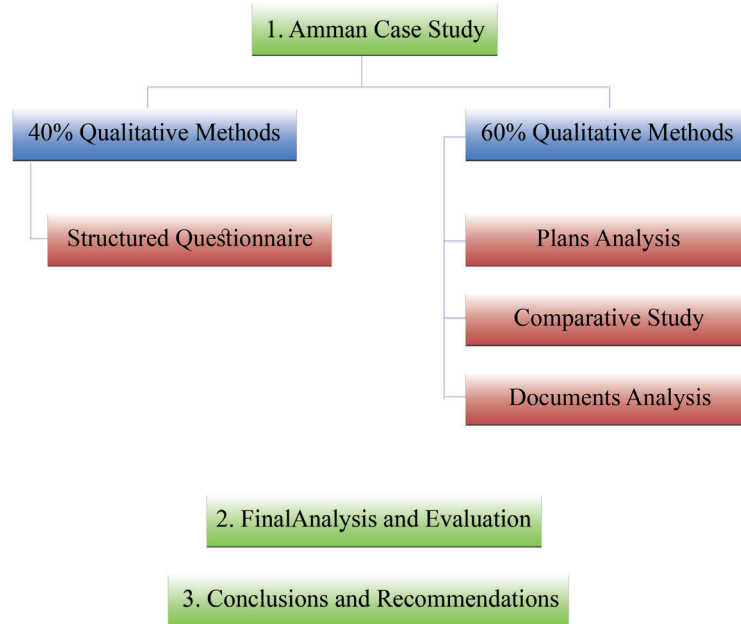 1. Amman Case Study
40% Qualitative Methods
60% Qualitative Methods
Structured Questionnaire
Plans Analysis
Comparative Study
Documents Analysis
2. FinalAnalysis and Evaluation
3. Conclusions and Recommendations